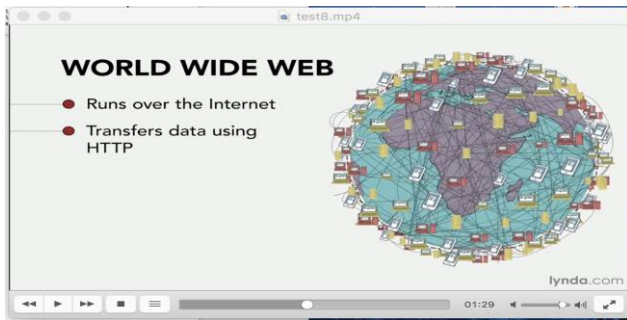 test8.mp4
WORLD WIDE WEB
Runs over the Internet
Transfers data using
HTTP
lynda.com
01:29